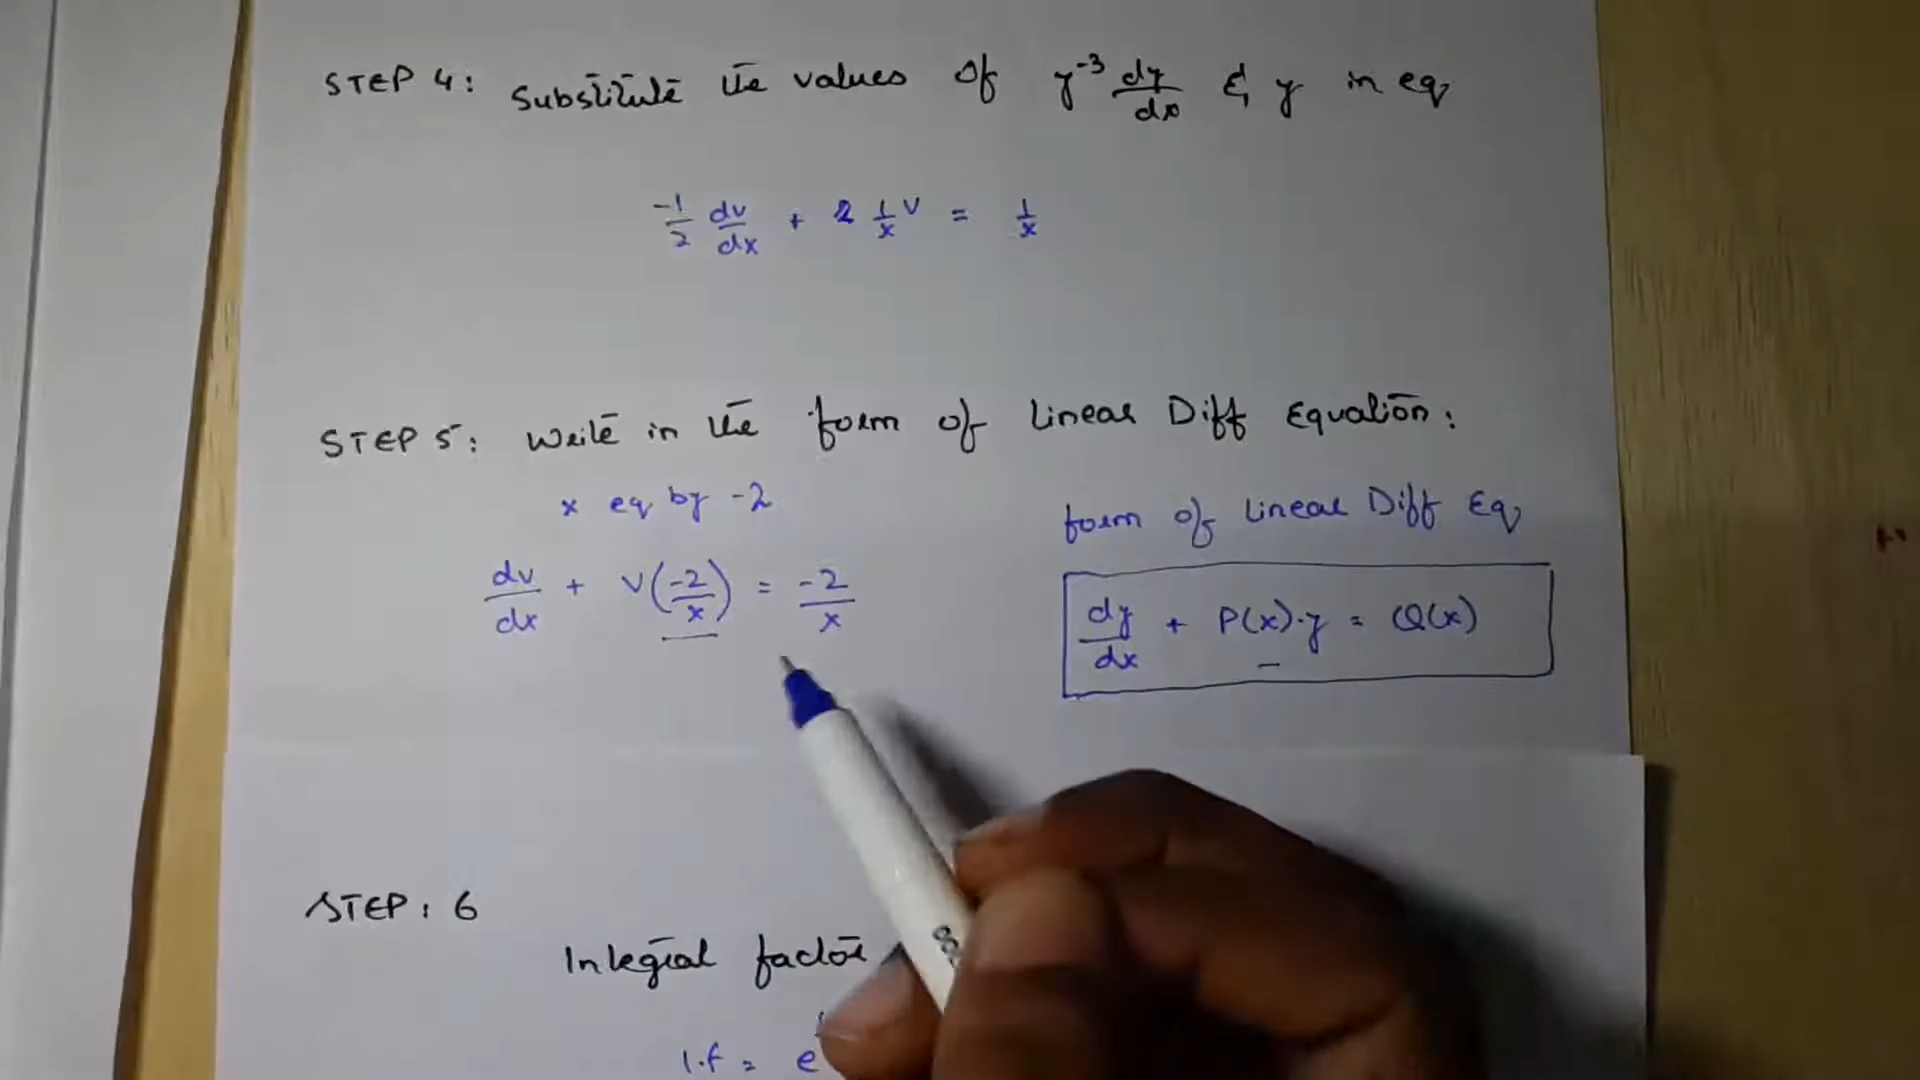 STEP 4: Substitute the values of y⁻³ dy/dx & y in eq
-1/2 dv/dx + 2 1/x v = 1/x
STEP 5: Write in the form of Linear Diff Equation:
x eq by -2
form of Linear Diff Eq
dv/dx + v(-2/x) = -2/x
dy/dx + P(x).y = Q(x)
STEP: 6
Integral factor
I.f = e